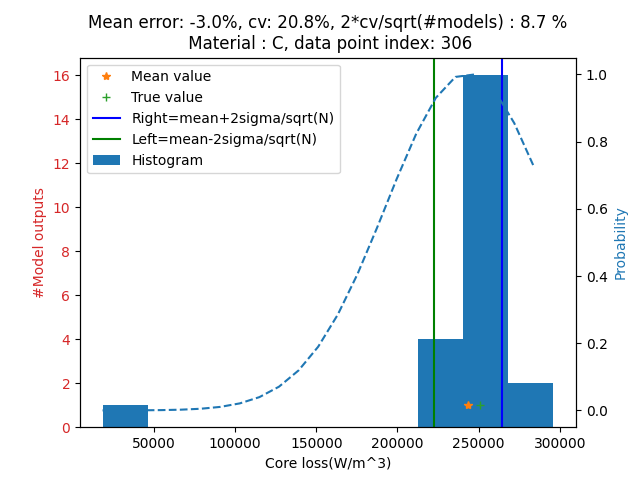 Mean error: -3.0%, cv: 20.8%, 2*cv/sqrt(#models) : 8.7 %
Material : C, data point index: 306
Mean value
True value
Right=mean+2sigma/sqrt(N)
Left=mean-2sigma/sqrt(N)
Histogram
16
14
12
10
8
6
4
2
0
#Model outputs
1.0
0.8
0.6
0.4
0.2
0.0
Probability
50000 100000 150000 200000 250000 300000
Core loss(W/m^3)